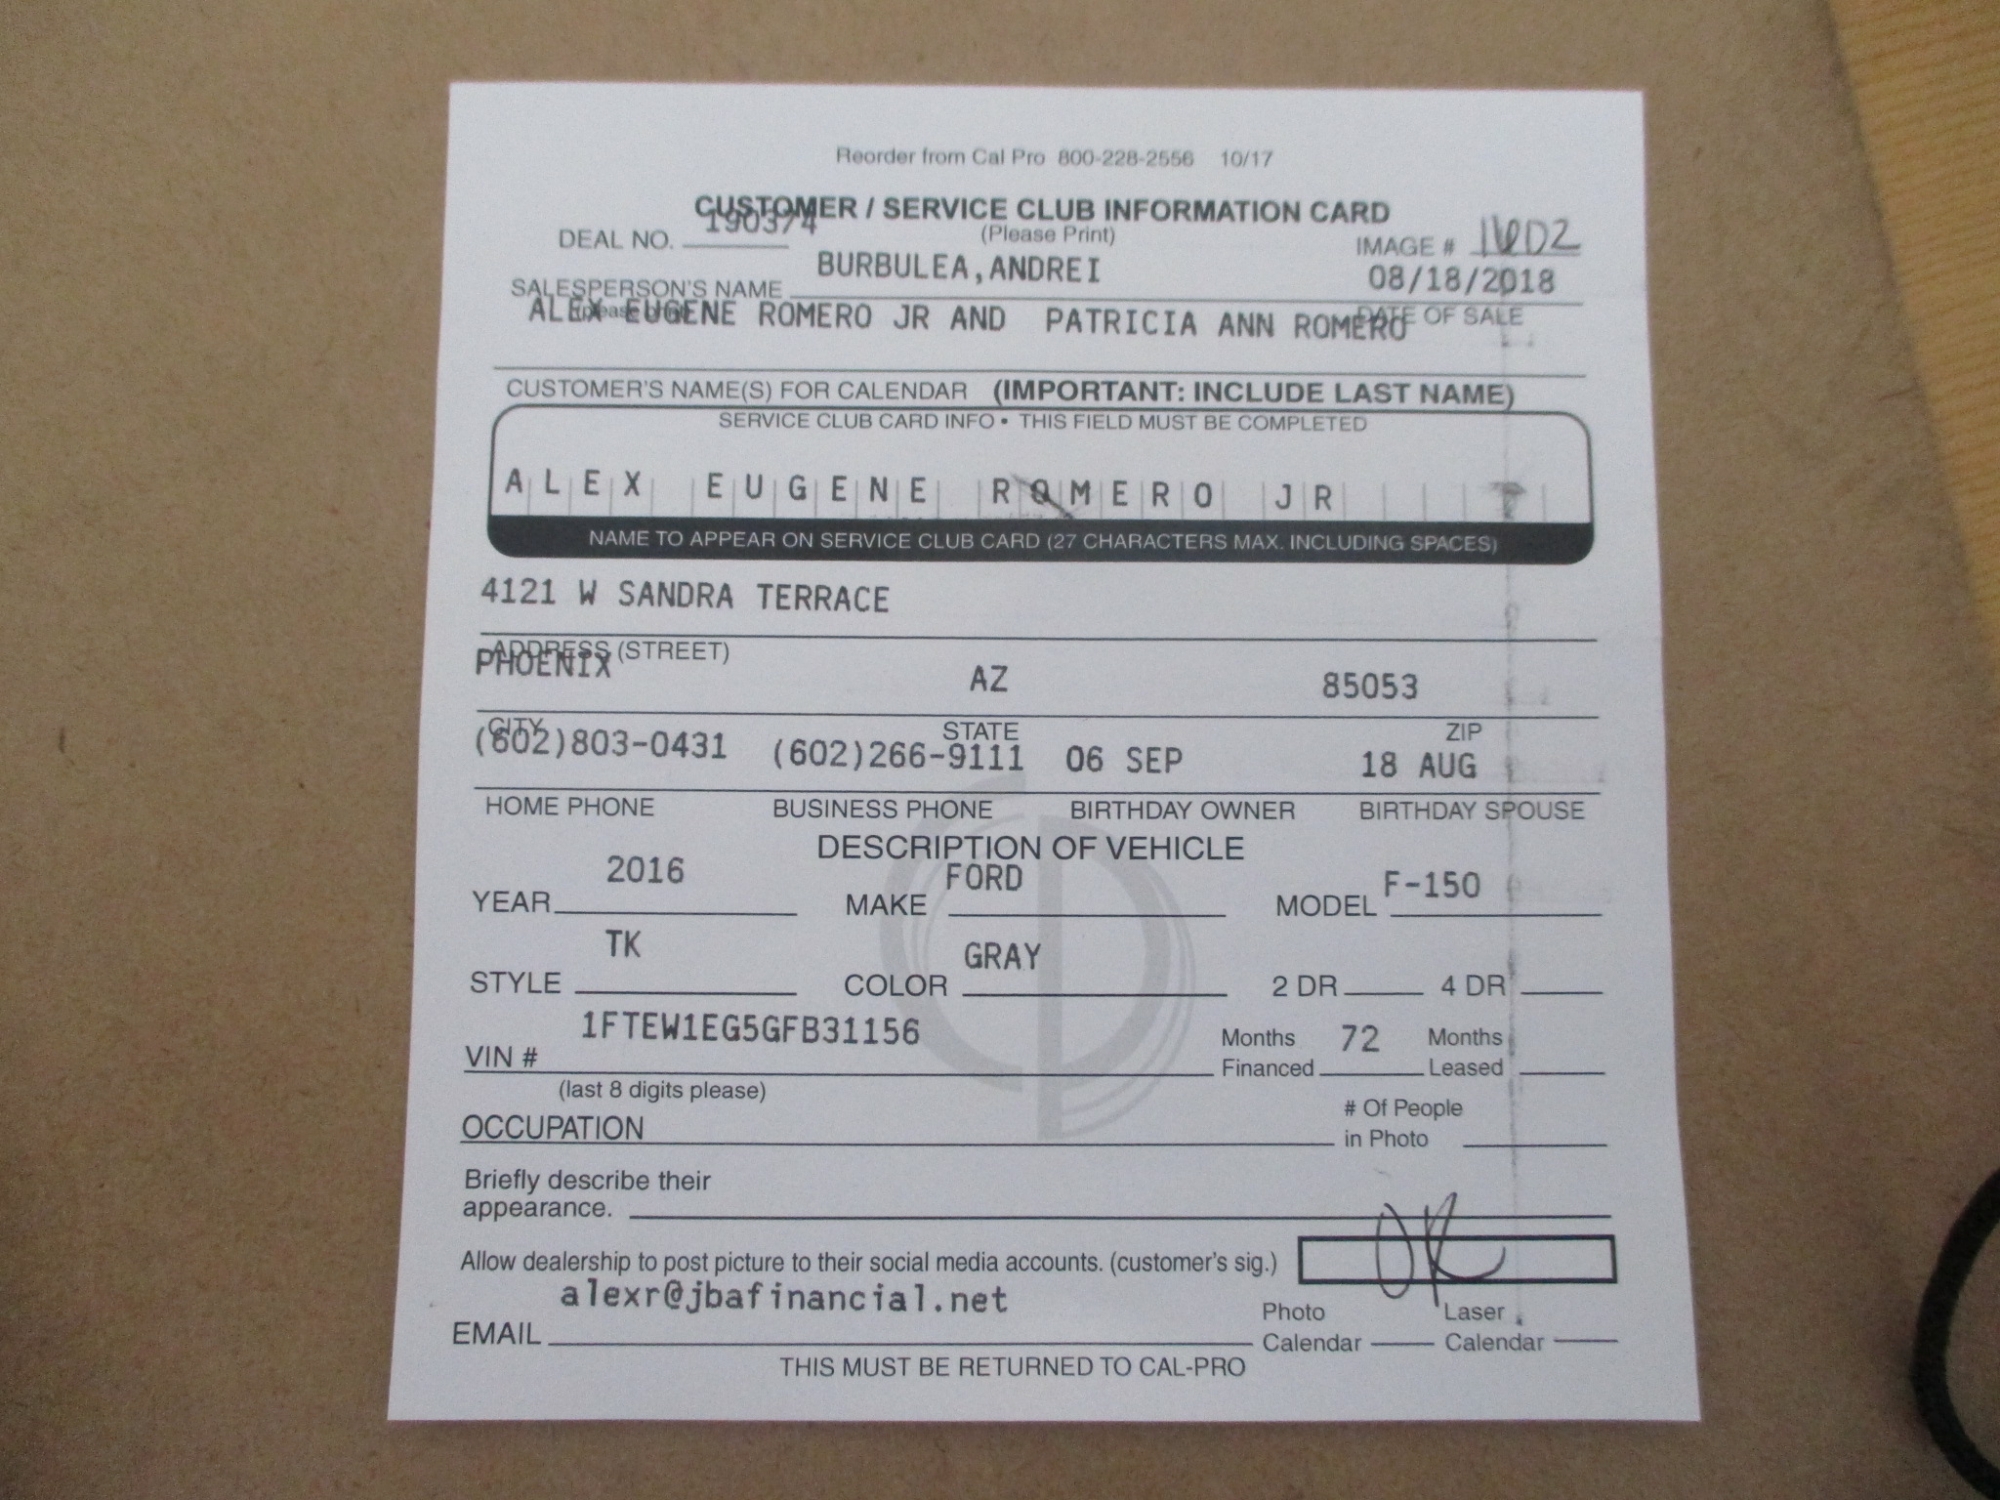 Reorder from Cal Pro 800-228-2556 10/17
CUSTOMER / SERVICE CLUB INFORMATION CARD
DEAL NO. 190374 (Please Print) IMAGE #
SALESPERSON'S NAME BURBULEA,ANDREI 08/18/2018
(please print) DATE OF SALE
ALEX EUGENE ROMERO JR AND PATRICIA ANN ROMERO
CUSTOMER'S NAME(S) FOR CALENDAR (IMPORTANT: INCLUDE LAST NAME)
SERVICE CLUB CARD INFO • THIS FIELD MUST BE COMPLETED
ALEX EUGENE ROMERO JR
NAME TO APPEAR ON SERVICE CLUB CARD (27 CHARACTERS MAX. INCLUDING SPACES)
4121 W SANDRA TERRACE
ADDRESS (STREET)
PHOENIX AZ 85053
CITY STATE ZIP
(602)803-0431 (602)266-9111 06 SEP 18 AUG
HOME PHONE BUSINESS PHONE BIRTHDAY OWNER BIRTHDAY SPOUSE
DESCRIPTION OF VEHICLE
YEAR 2016 MAKE FORD MODEL F-150
STYLE TK COLOR GRAY 2 DR 4 DR
VIN # 1FTEW1EG5GFB31156 Months Financed 72 Months Leased
(last 8 digits please)
OCCUPATION # Of People in Photo
Briefly describe their
appearance.
Allow dealership to post picture to their social media accounts. (customer's sig.) OK
EMAIL alexr@jbafinancial.net Photo Calendar Laser Calendar
THIS MUST BE RETURNED TO CAL-PRO